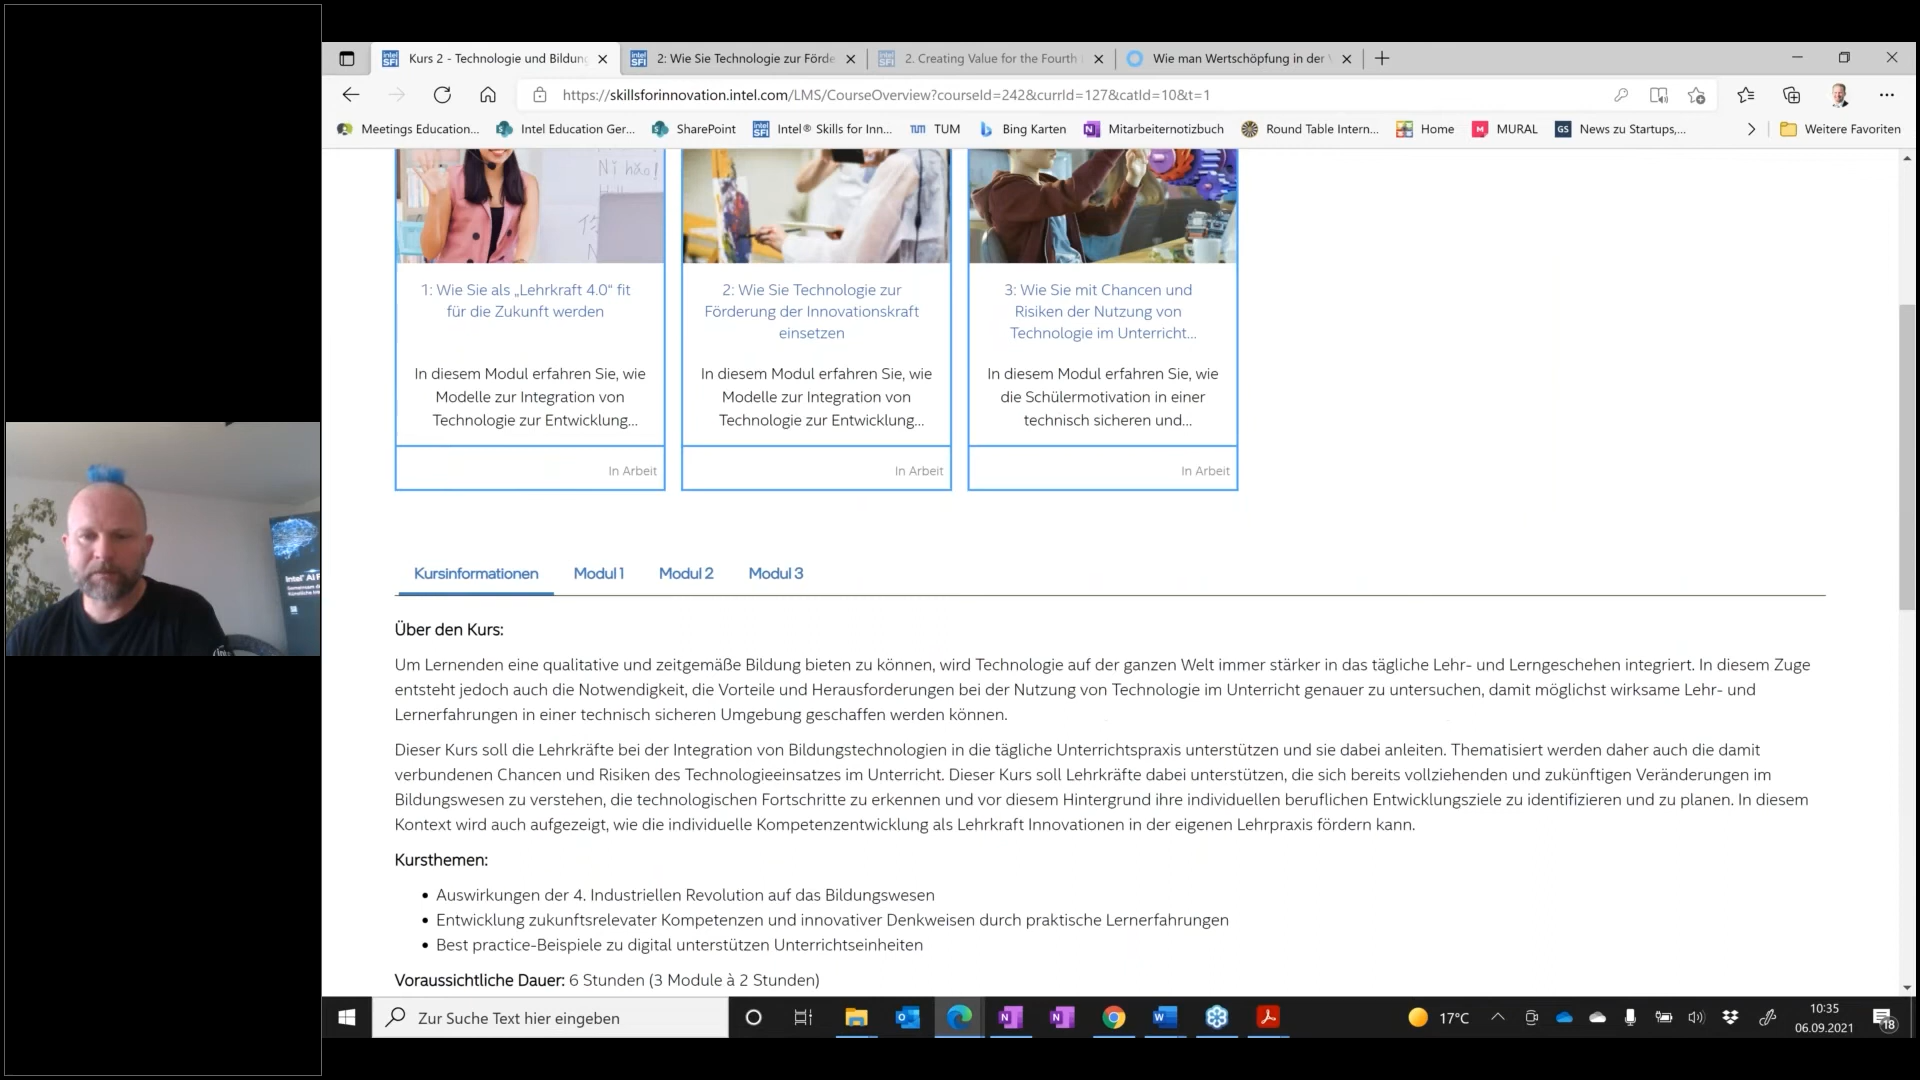 Kurs 2 - Technologie und Bildung
2: Wie Sie Technologie zur Förde
2. Creating Value for the Fourth
Wie man Wertschöpfung in der
https://skillsforinnovation.intel.com/LMS/CourseOverview?courseId=242&currId=127&catId=10&t=1
Meetings Education...
Intel Education Ger...
SharePoint
Intel® Skills for Inn...
TUM
Bing Karten
Mitarbeiternotizbuch
Round Table Intern...
Home
MURAL
News zu Startups,...
Weitere Favoriten
Nǐ hǎo!
1: Wie Sie als „Lehrkraft 4.0“ fit
für die Zukunft werden
In diesem Modul erfahren Sie, wie
Modelle zur Integration von
Technologie zur Entwicklung...
In Arbeit
2: Wie Sie Technologie zur
Förderung der Innovationskraft
einsetzen
In diesem Modul erfahren Sie, wie
Modelle zur Integration von
Technologie zur Entwicklung...
In Arbeit
3: Wie Sie mit Chancen und
Risiken der Nutzung von
Technologie im Unterricht...
In diesem Modul erfahren Sie, wie
die Schülermotivation in einer
technisch sicheren und...
In Arbeit
Kursinformationen Modul 1 Modul 2 Modul 3
Über den Kurs:
Um Lernenden eine qualitative und zeitgemäße Bildung bieten zu können, wird Technologie auf der ganzen Welt immer stärker in das tägliche Lehr- und Lerngeschehen integriert. In diesem Zuge
entsteht jedoch auch die Notwendigkeit, die Vorteile und Herausforderungen bei der Nutzung von Technologie im Unterricht genauer zu untersuchen, damit möglichst wirksame Lehr- und
Lernerfahrungen in einer technisch sicheren Umgebung geschaffen werden können.
Dieser Kurs soll die Lehrkräfte bei der Integration von Bildungstechnologien in die tägliche Unterrichtspraxis unterstützen und sie dabei anleiten. Thematisiert werden daher auch die damit
verbundenen Chancen und Risiken des Technologieeinsatzes im Unterricht. Dieser Kurs soll Lehrkräfte dabei unterstützen, die sich bereits vollziehenden und zukünftigen Veränderungen im
Bildungswesen zu verstehen, die technologischen Fortschritte zu erkennen und vor diesem Hintergrund ihre individuellen beruflichen Entwicklungsziele zu identifizieren und zu planen. In diesem
Kontext wird auch aufgezeigt, wie die individuelle Kompetenzentwicklung als Lehrkraft Innovationen in der eigenen Lehrpraxis fördern kann.
Kursthemen:
• Auswirkungen der 4. Industriellen Revolution auf das Bildungswesen
• Entwicklung zukunftsrelevater Kompetenzen und innovativer Denkweisen durch praktische Lernerfahrungen
• Best practice-Beispiele zu digital unterstützen Unterrichtseinheiten
Voraussichtliche Dauer: 6 Stunden (3 Module à 2 Stunden)
Zur Suche Text hier eingeben
17°C
10:35
06.09.2021
18